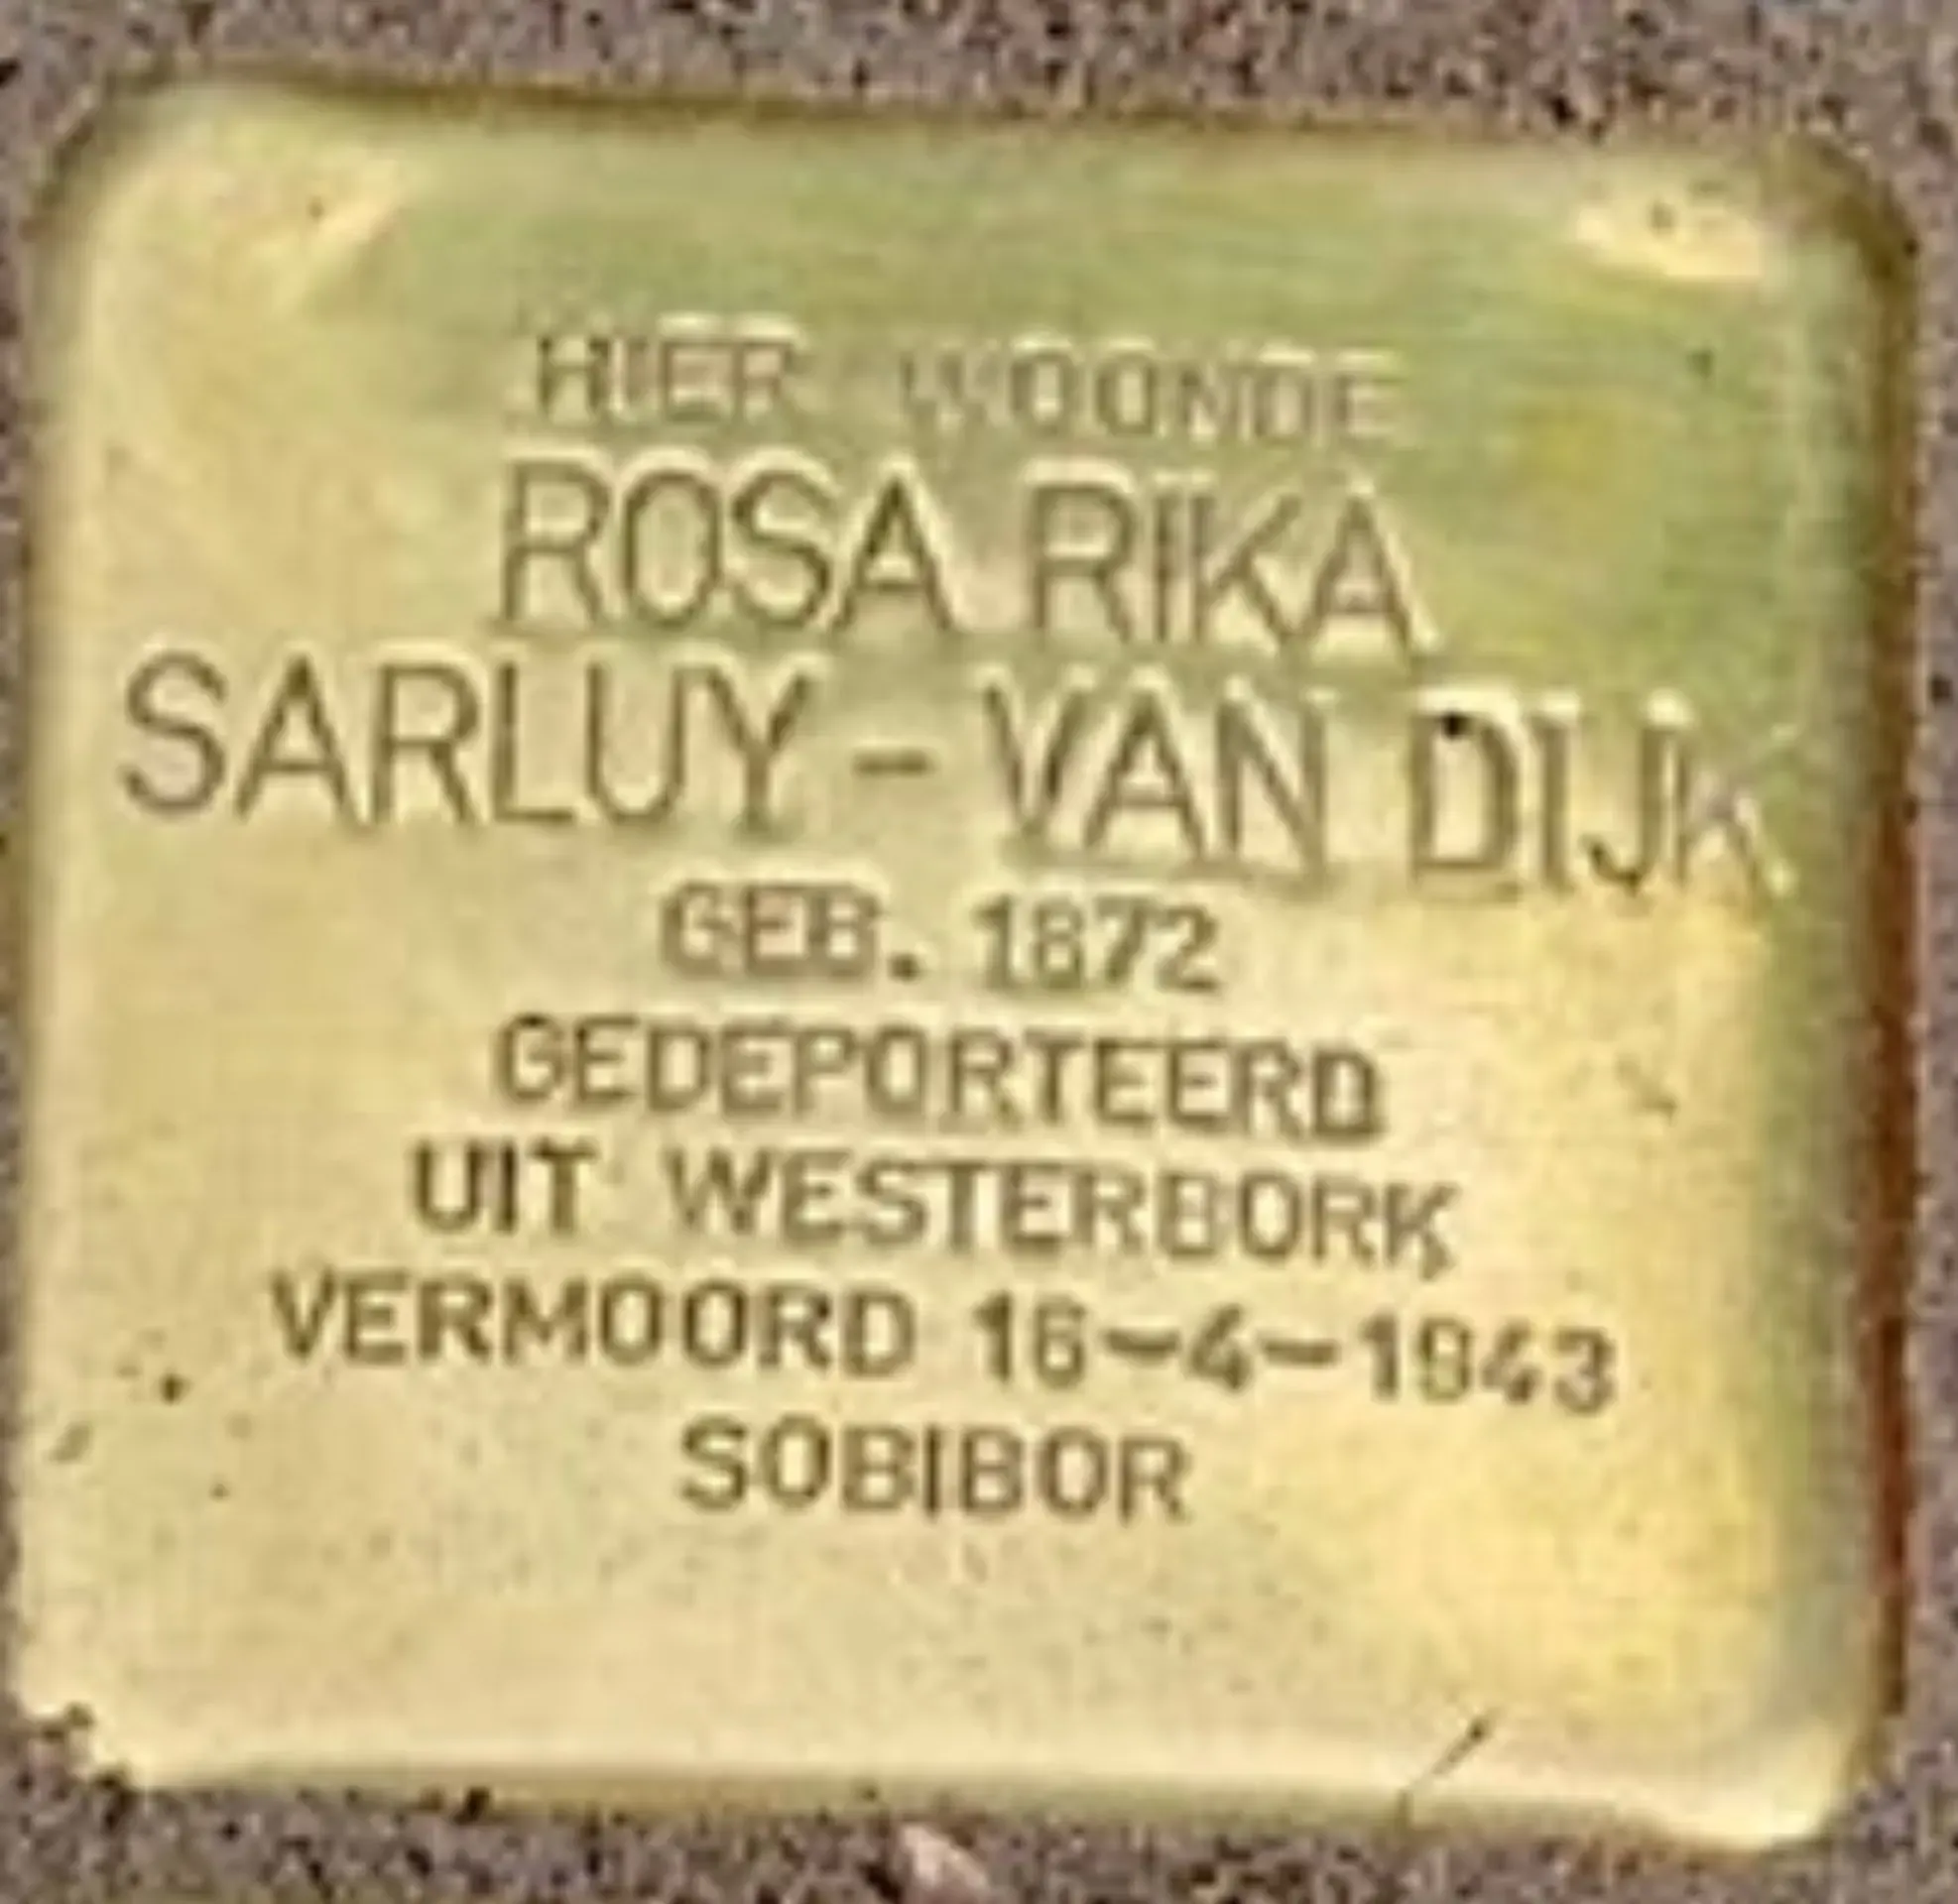 HIER WOONDE
ROSA RIKA
SARLUY - VAN DIJK
GEB. 1872
GEDEPORTEERD
UIT WESTERBORK
VERMOORD 16-4-1943
SOBIBOR